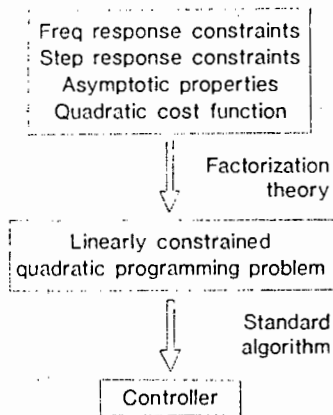 Freq response constraints
Step response constraints
Asymptotic properties
Quadratic cost function
Factorization
theory
Linearly constrained
quadratic programming problem
Standard
algorithm
Controller